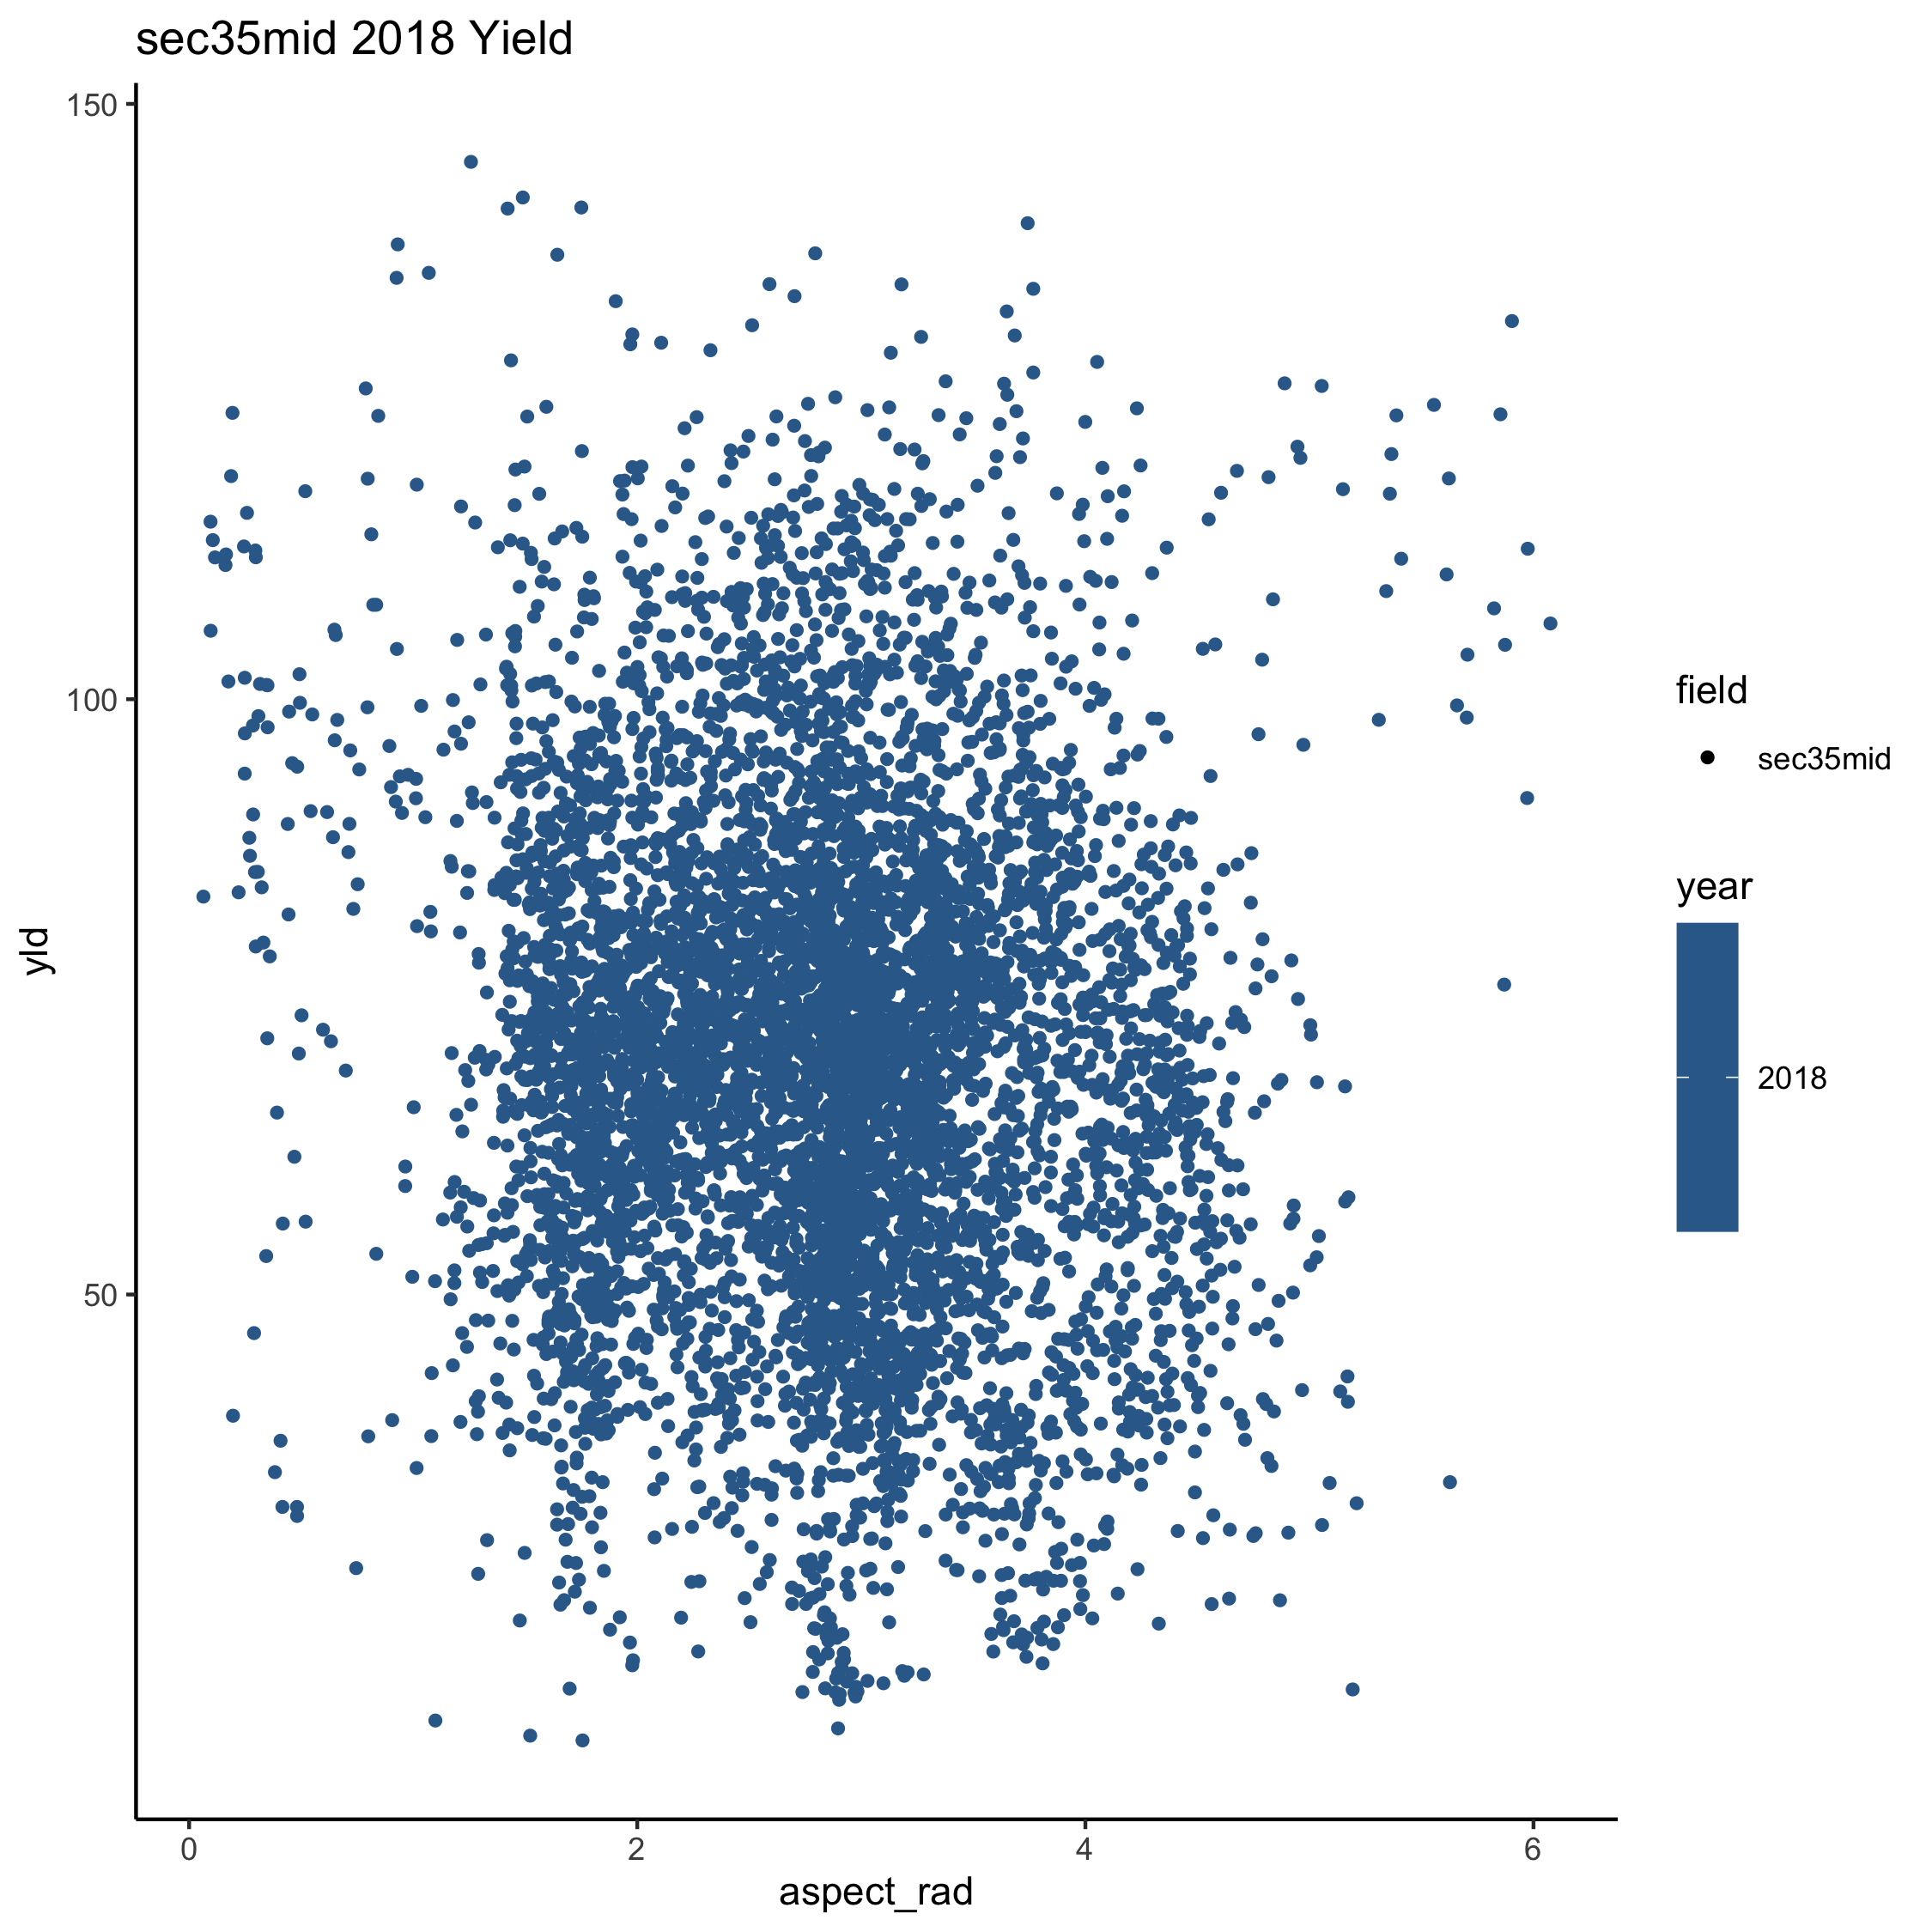 sec35mid 2018 Yield
150
100
50
yld
0 2 4 6
aspect_rad
field
sec35mid
year
2018